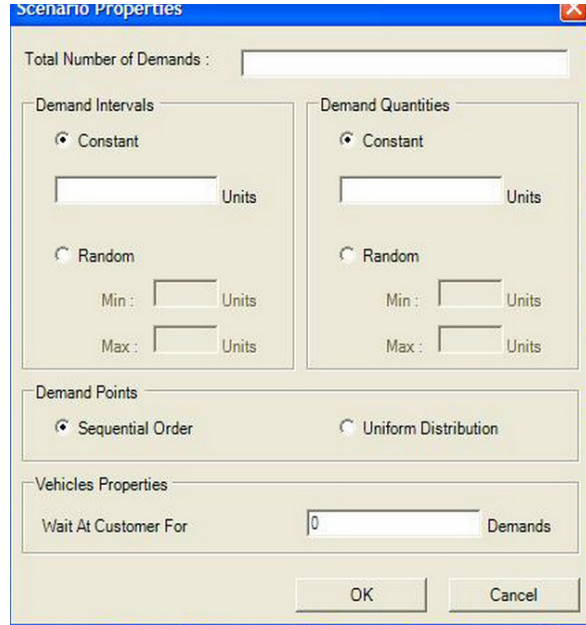 Scenario Properties
Total Number of Demands :
Demand Intervals
Constant
Units
Random
Min : Units
Max : Units
Demand Quantities
Constant
Units
Random
Min : Units
Max : Units
Demand Points
Sequential Order
Uniform Distribution
Vehicles Properties
Wait At Customer For 0 Demands
OK
Cancel